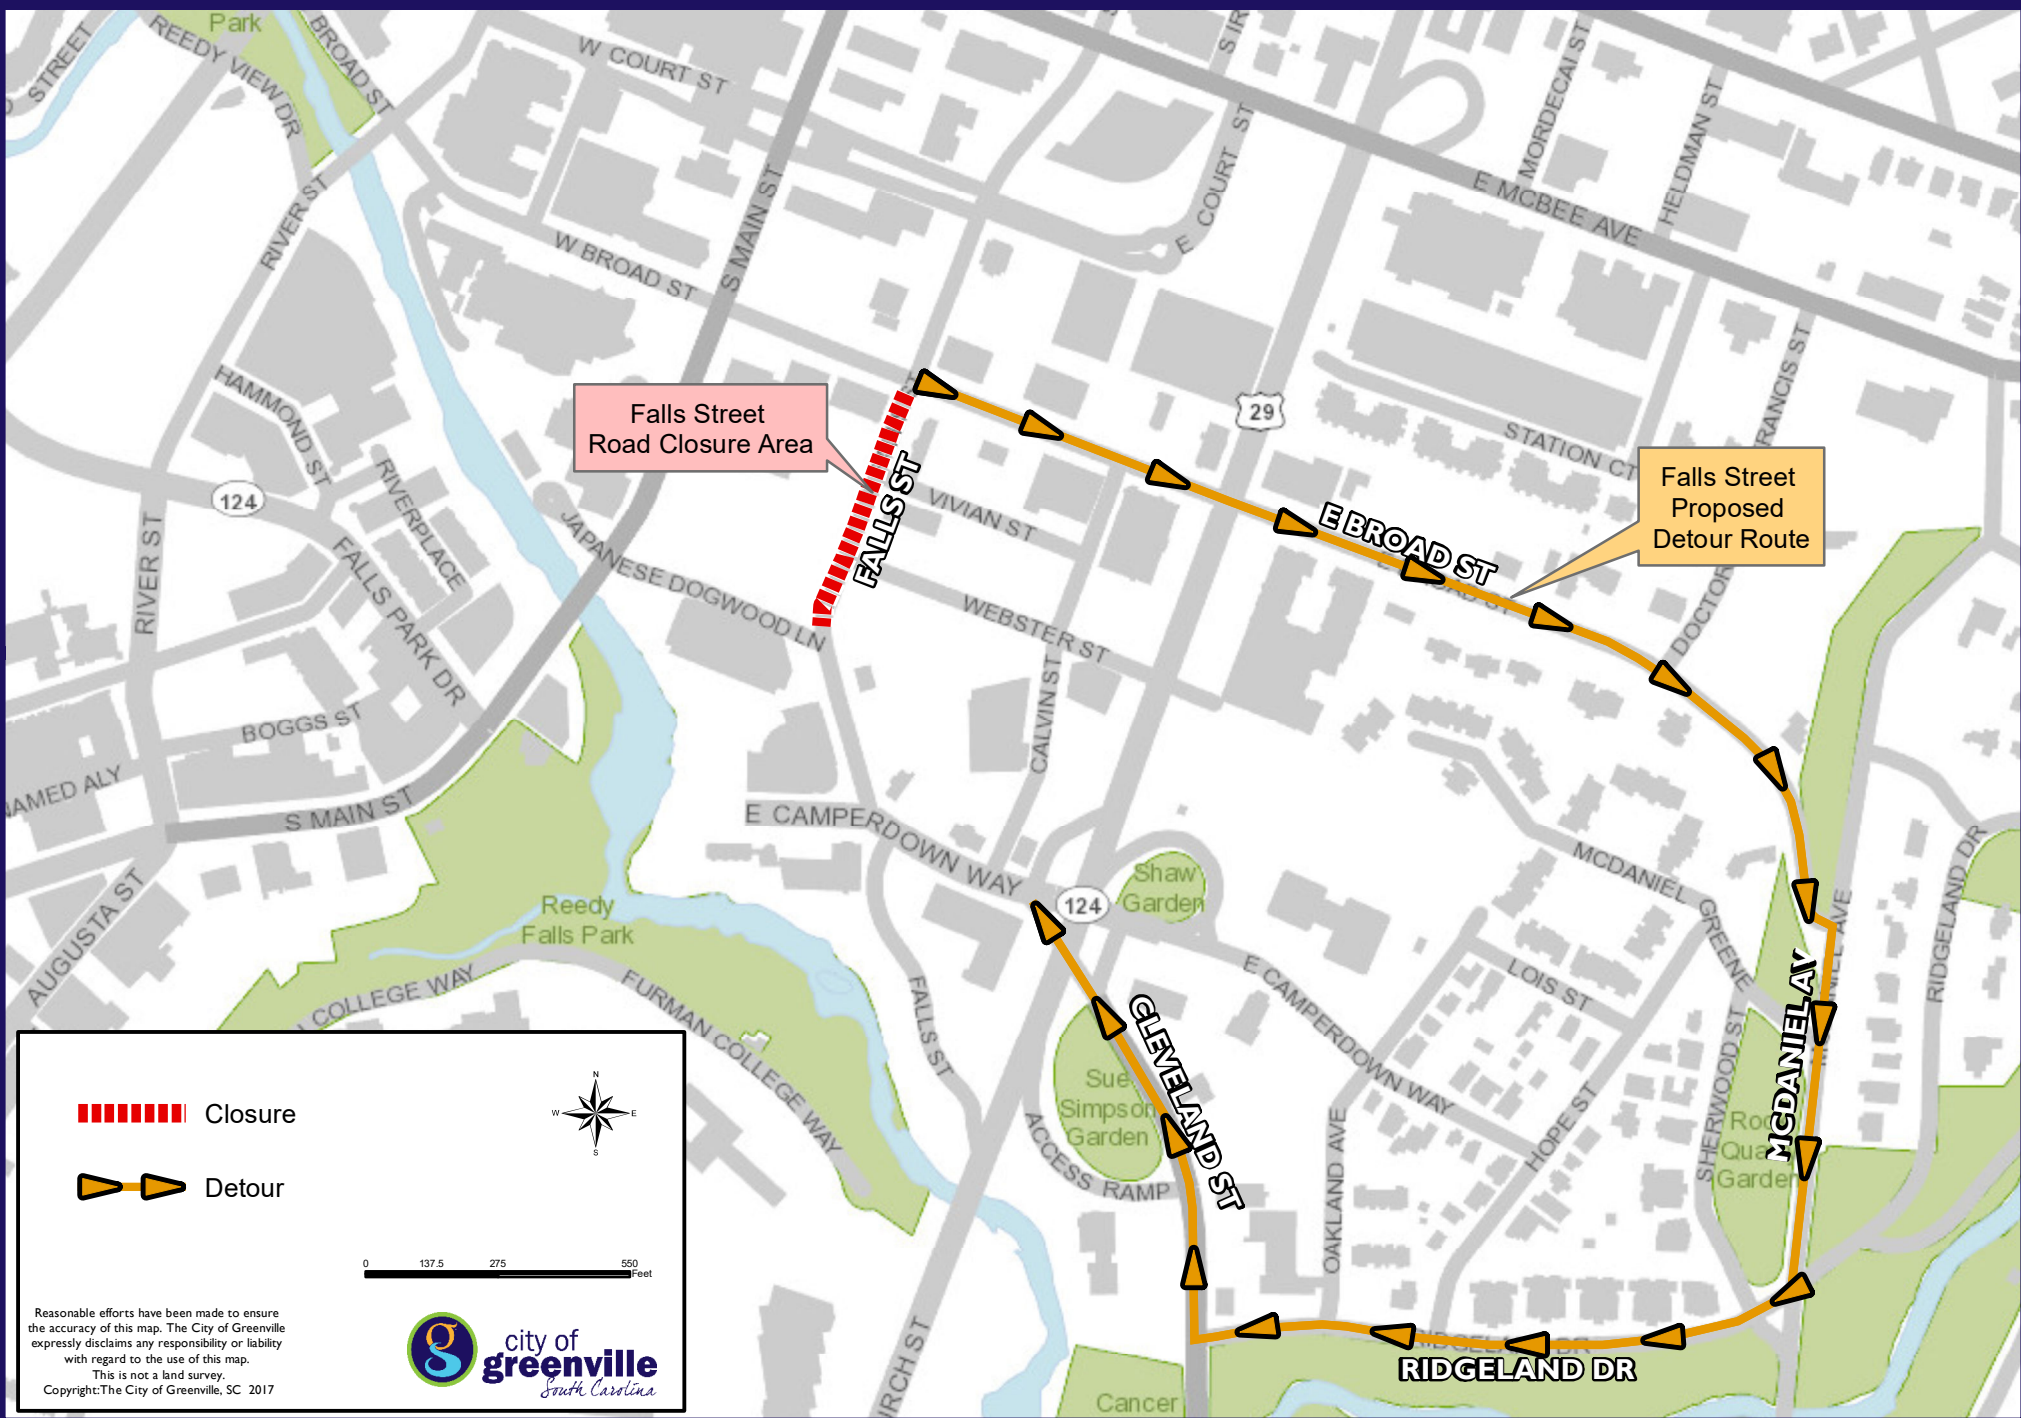 Park
STREET
REEDY VIEW DR
BROAD ST
W COURT ST
S MAIN ST
E COURT ST
MORDECAI ST
HELDMAN ST
E MCBEE AVE
RIVER ST
W BROAD ST
HAMMOND ST
124
RIVERPLACE
FALLS PARK DR
RIVER ST
BOGGS ST
S MAIN ST
AUGUSTA ST
JAPANESE DOGWOOD LN
Falls Street
Road Closure Area
FALLS ST
VIVIAN ST
WEBSTER ST
CALVIN ST
29
STATION CT
E BROAD ST
Falls Street
Proposed
Detour Route
DOCTOR
FRANCIS ST
E CAMPERDOWN WAY
124
Shaw
Garden
MCDANIEL GREENE
LOIS ST
E CAMPERDOWN WAY
RIDGELAND DR
MCDANIEL AV
SHERWOOD ST
HOPE ST
OAKLAND AVE
Reedy
Falls Park
COLLEGE WAY
FURMAN COLLEGE WAY
FALLS ST
CLEVELAND ST
Sue
Simpson
Garden
ACCESS RAMP
Garden
RIDGELAND DR
Cancer
Closure
Detour
N
W
E
S
0 137.5 275 550
Feet
Reasonable efforts have been made to ensure
the accuracy of this map. The City of Greenville
expressly disclaims any responsibility or liability
with regard to the use of this map.
This is not a land survey.
Copyright:The City of Greenville, SC 2017
city of
greenville
South Carolina